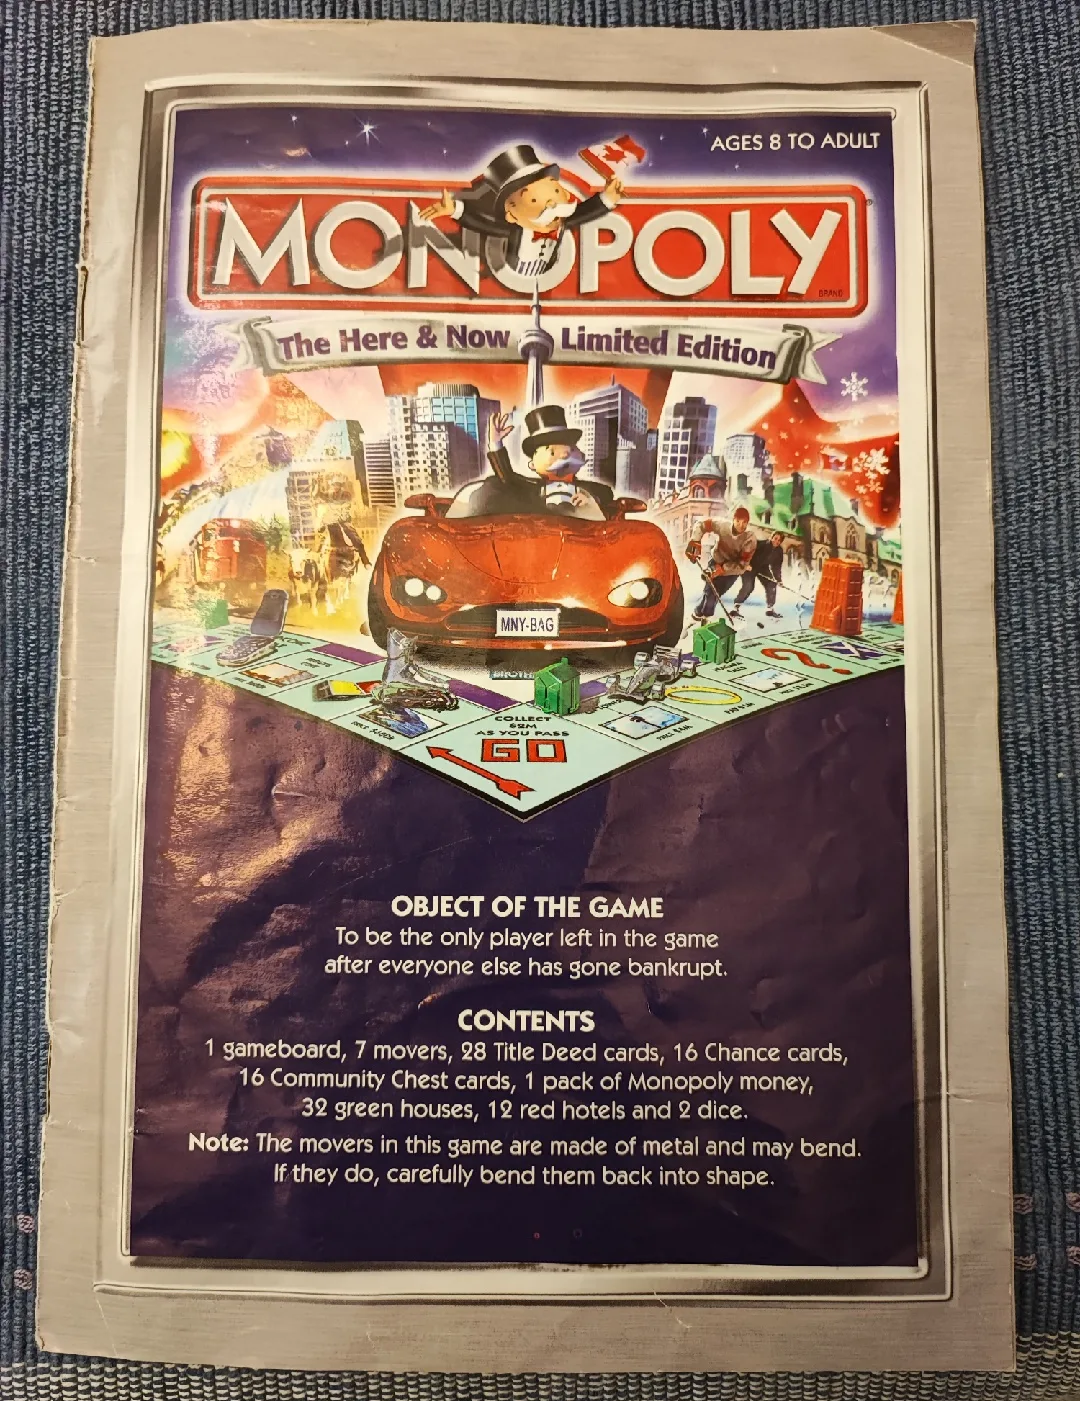 AGES 8 TO ADULT
MONOPOLY
BRAND
The Here & Now Limited Edition
MNY-BAG
COLLECT
$2M
AS YOU PASS
GO
OBJECT OF THE GAME
To be the only player left in the game
after everyone else has gone bankrupt.
CONTENTS
1 gameboard, 7 movers, 28 Title Deed cards, 16 Chance cards,
16 Community Chest cards, 1 pack of Monopoly money,
32 green houses, 12 red hotels and 2 dice.
Note: The movers in this game are made of metal and may bend.
If they do, carefully bend them back into shape.